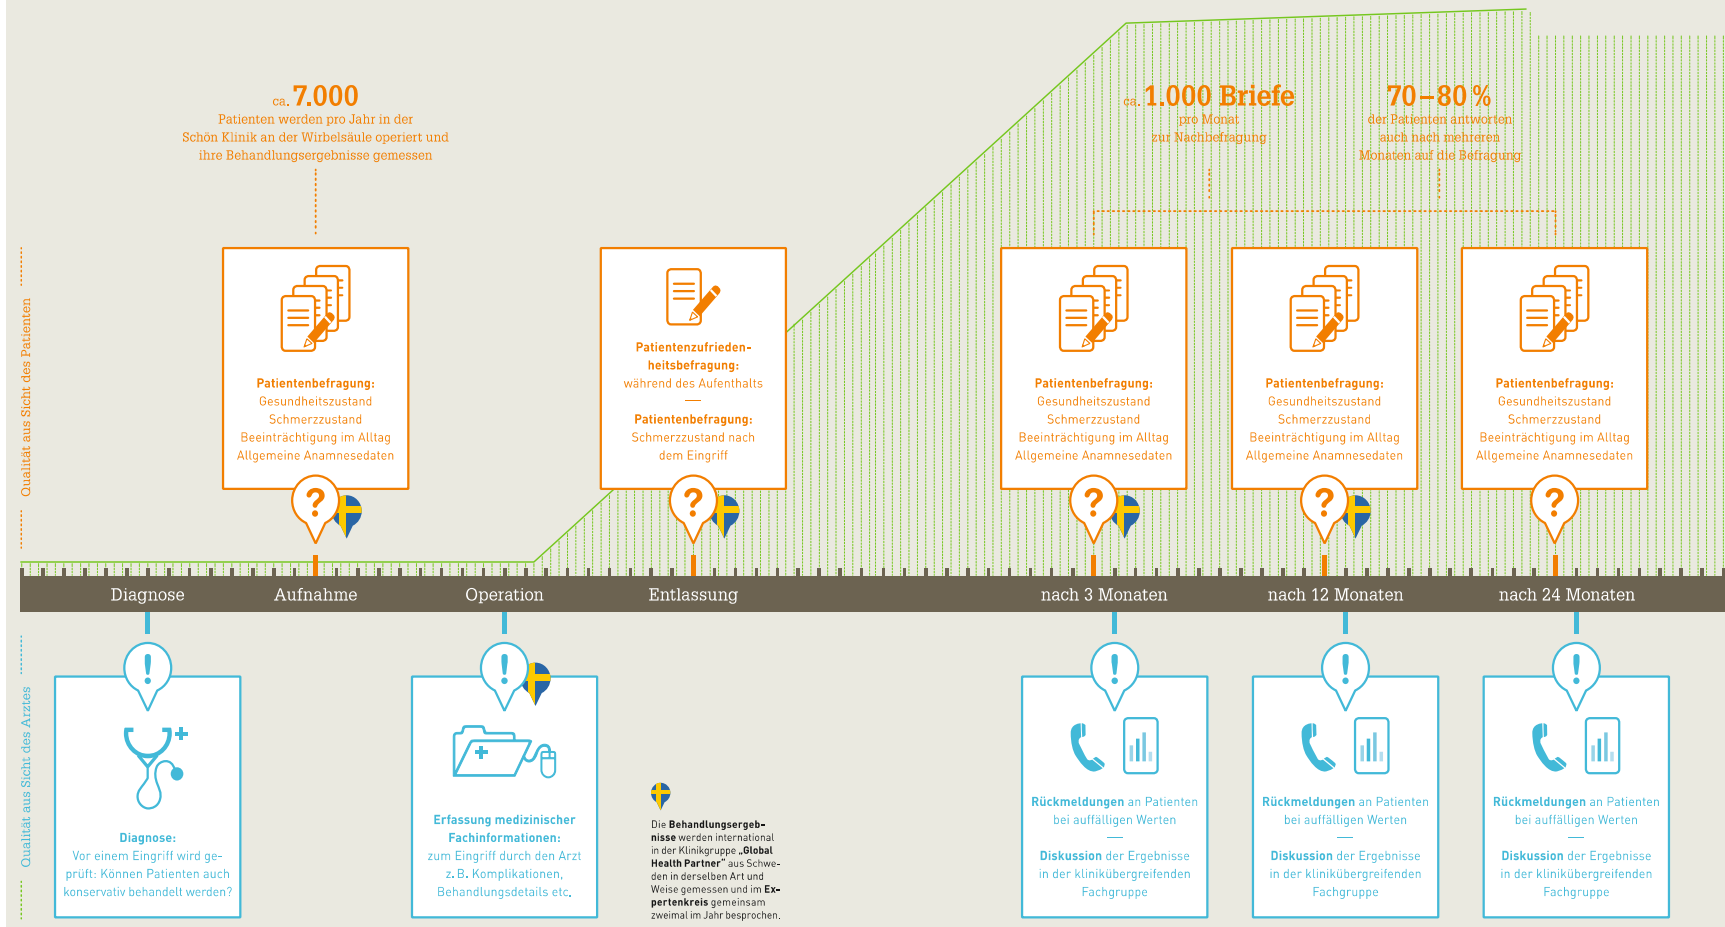 ca. 7.000
Patienten werden pro Jahr in der
Schön Klinik an der Wirbelsäule operiert und
ihre Behandlungsergebnisse gemessen
ca. 1.000 Briefe
pro Monat
zur Nachbefragung
70–80 %
der Patienten antworten
auch nach mehreren
Monaten auf die Befragung
Qualität aus Sicht des Patienten
Patientenbefragung:
Gesundheitszustand
Schmerzzustand
Beeinträchtigung im Alltag
Allgemeine Anamnesedaten
?
Patientenzufrieden-
heitsbefragung:
während des Aufenthalts
Patientenbefragung:
Schmerzzustand nach
dem Eingriff
?
Patientenbefragung:
Gesundheitszustand
Schmerzzustand
Beeinträchtigung im Alltag
Allgemeine Anamnesedaten
?
Patientenbefragung:
Gesundheitszustand
Schmerzzustand
Beeinträchtigung im Alltag
Allgemeine Anamnesedaten
?
Patientenbefragung:
Gesundheitszustand
Schmerzzustand
Beeinträchtigung im Alltag
Allgemeine Anamnesedaten
?
Diagnose
Aufnahme
Operation
Entlassung
nach 3 Monaten
nach 12 Monaten
nach 24 Monaten
Qualität aus Sicht des Arztes
!
Diagnose:
Vor einem Eingriff wird ge-
prüft: Können Patienten auch
konservativ behandelt werden?
!
Erfassung medizinischer
Fachinformationen:
zum Eingriff durch den Arzt
z. B. Komplikationen,
Behandlungsdetails etc.
Die Behandlungsergeb-
nisse werden international
in der Klinikgruppe „Global
Health Partner“ aus Schwe-
den in derselben Art und
Weise gemessen und im Ex-
pertenkreis gemeinsam
zweimal im Jahr besprochen.
!
Rückmeldungen an Patienten
bei auffälligen Werten
Diskussion der Ergebnisse
in der klinikübergreifenden
Fachgruppe
!
Rückmeldungen an Patienten
bei auffälligen Werten
Diskussion der Ergebnisse
in der klinikübergreifenden
Fachgruppe
!
Rückmeldungen an Patienten
bei auffälligen Werten
Diskussion der Ergebnisse
in der klinikübergreifenden
Fachgruppe